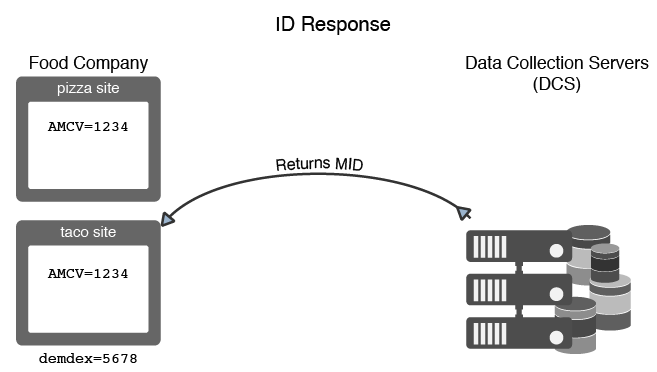 ID Response
Food Company
Data Collection Servers
(DCS)
pizza site
AMCV=1234
Returns MID
taco site
AMCV=1234
demdex=5678